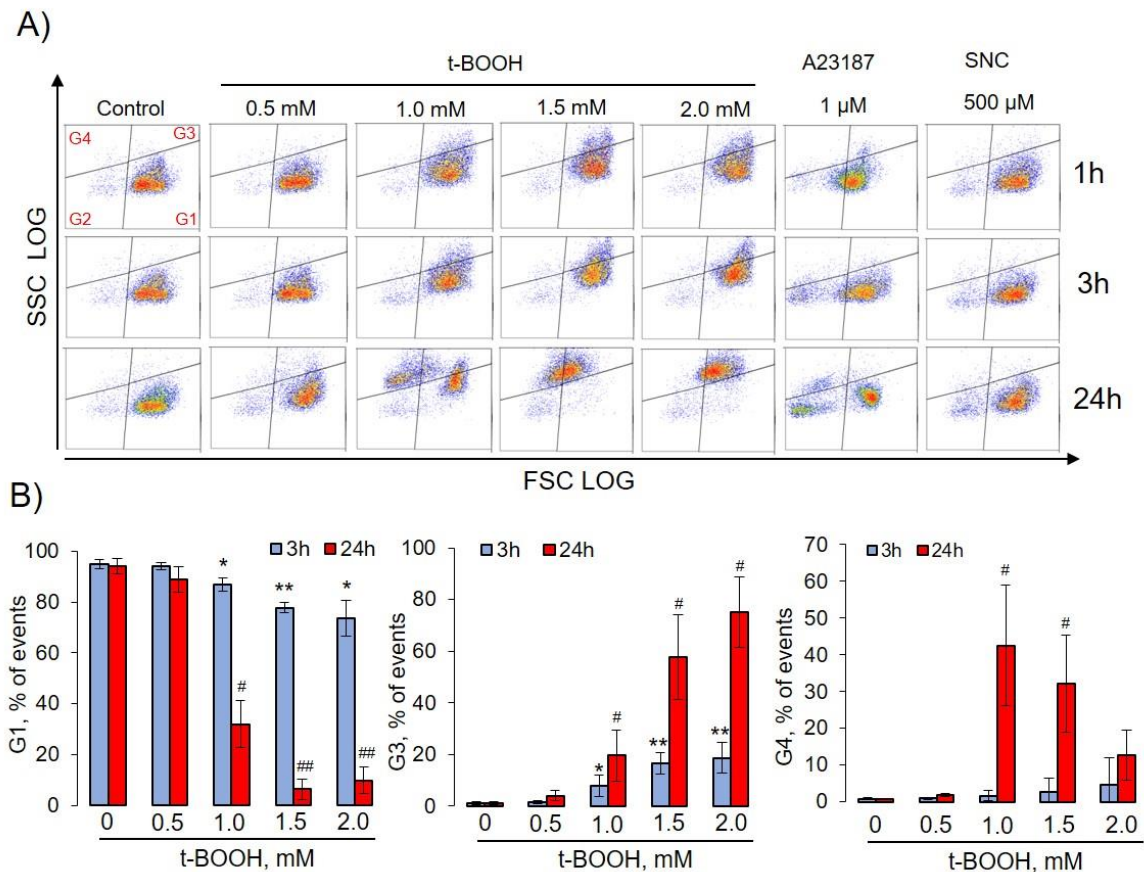 A)
t-BOOH
A23187
SNC
Control
0.5 mM
1.0 mM
1.5 mM
2.0 mM
1 µM
500 µM
G4
G3
G2
G1
1h
3h
24h
SSC LOG
FSC LOG
B)
3h
24h
G1, % of events
100
80
60
40
20
0
*
#
**
##
*
##
0
0.5
1.0
1.5
2.0
t-BOOH, mM
3h
24h
G3, % of events
100
80
60
40
20
0
*
#
**
#
**
#
0
0.5
1.0
1.5
2.0
t-BOOH, mM
3h
24h
G4, % of events
70
60
50
40
30
20
10
0
#
#
0
0.5
1.0
1.5
2.0
t-BOOH, mM